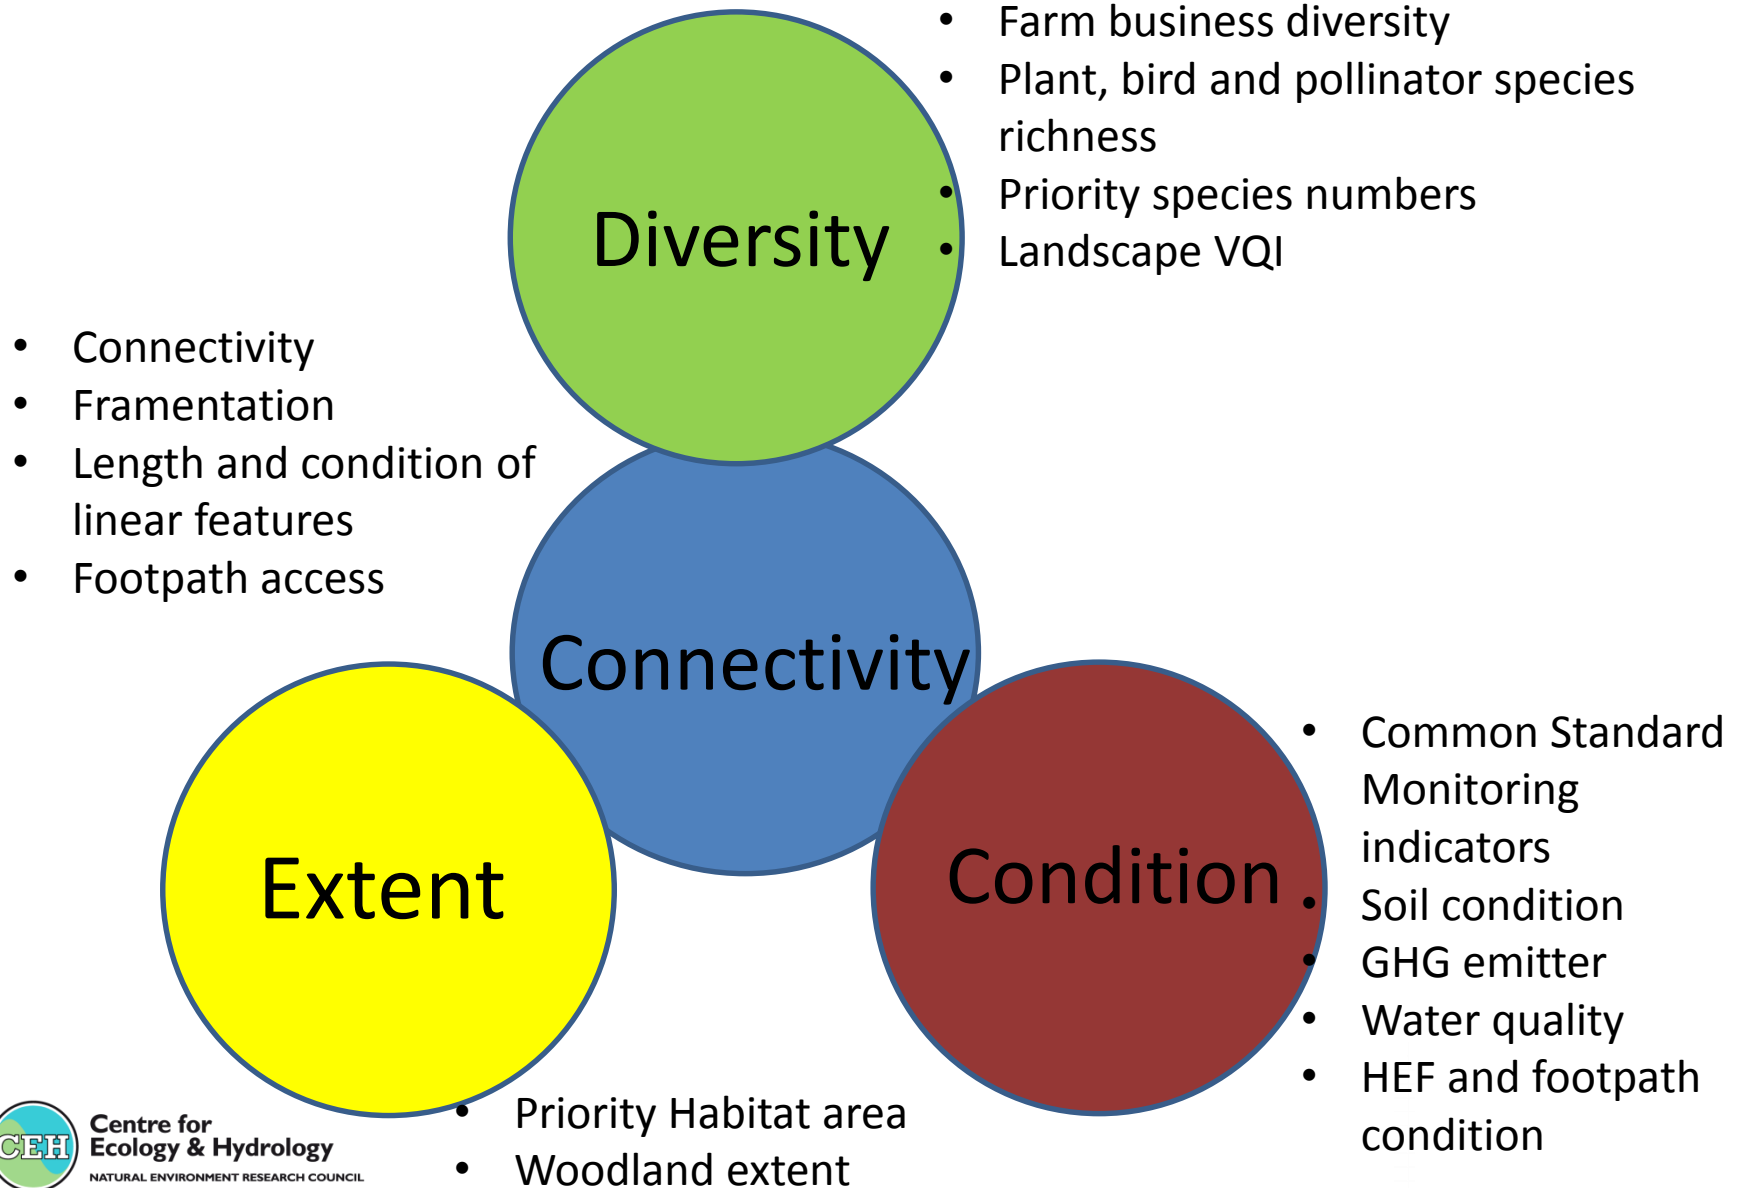 • Farm business diversity
• Plant, bird and pollinator species
richness
• Priority species numbers
• Landscape VQI
Diversity
• Connectivity
• Framentation
• Length and condition of
linear features
• Footpath access
Connectivity
Extent
Condition
• Common Standard
Monitoring
indicators
• Soil condition
• GHG emitter
• Water quality
• HEF and footpath
condition
• Priority Habitat area
• Woodland extent
CEH
Centre for
Ecology & Hydrology
NATURAL ENVIRONMENT RESEARCH COUNCIL